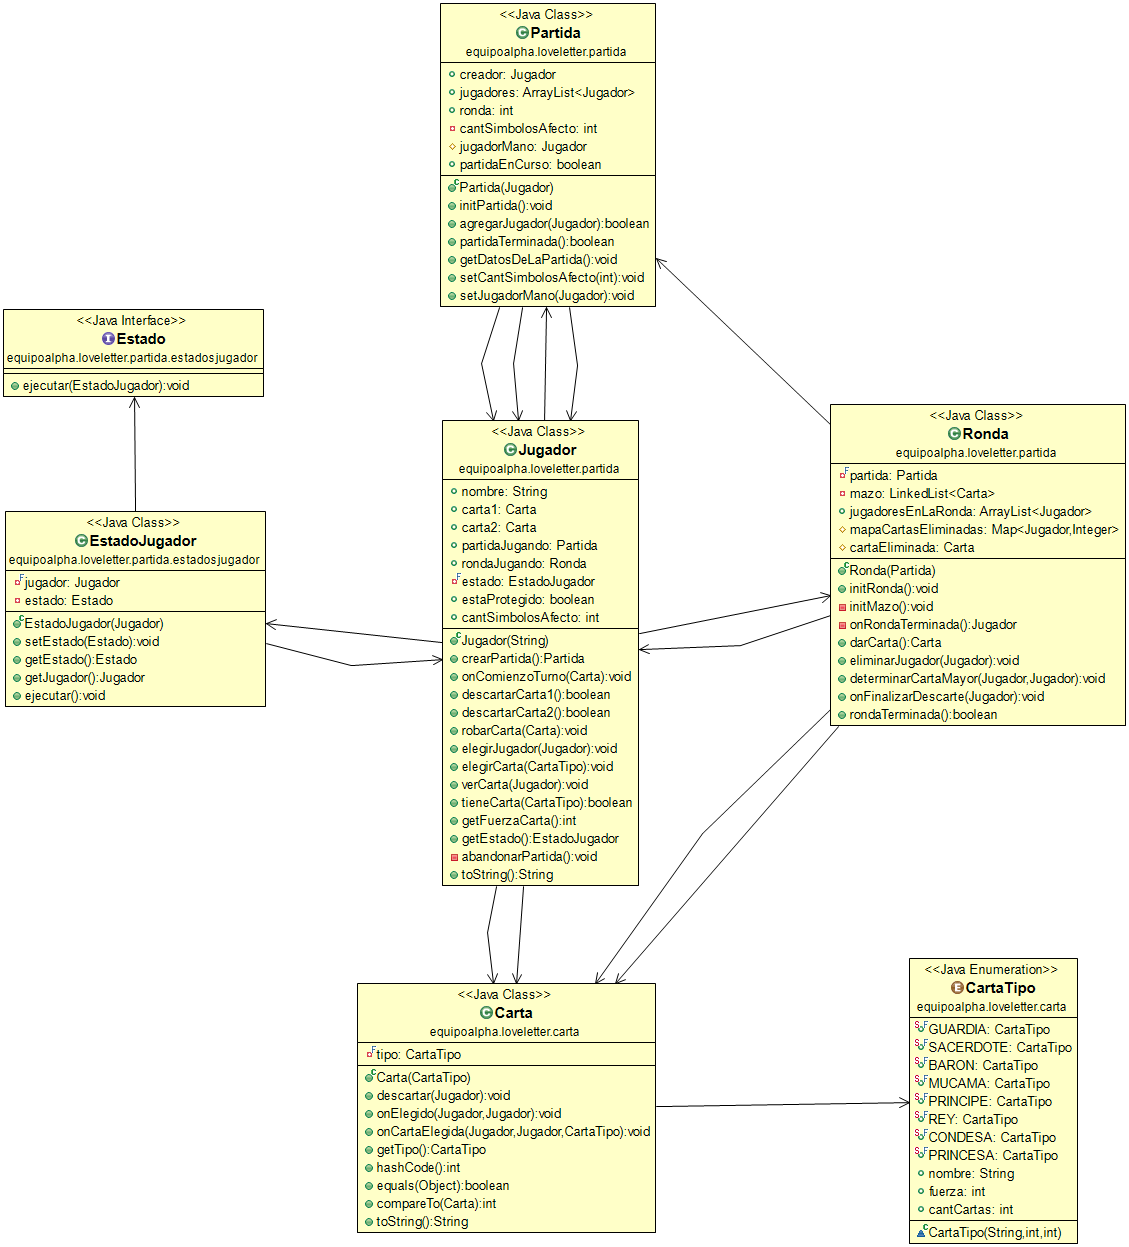 <<Java Class>>
Partida
equipoalpha.loveletter.partida
creador: Jugador
jugadores: ArrayList<Jugador>
ronda: int
cantSimbolosAfecto: int
jugadorMano: Jugador
partidaEnCurso: boolean
Partida(Jugador)
initPartida():void
agregarJugador(Jugador):boolean
partidaTerminada():boolean
getDatosDeLaPartida():void
setCantSimbolosAfecto(int):void
setJugadorMano(Jugador):void
<<Java Interface>>
Estado
equipoalpha.loveletter.partida.estadosjugador
ejecutar(EstadoJugador):void
<<Java Class>>
EstadoJugador
equipoalpha.loveletter.partida.estadosjugador
jugador: Jugador
estado: Estado
EstadoJugador(Jugador)
setEstado(Estado):void
getEstado():Estado
getJugador():Jugador
ejecutar():void
<<Java Class>>
Jugador
equipoalpha.loveletter.partida
nombre: String
carta1: Carta
carta2: Carta
partidaJugando: Partida
rondaJugando: Ronda
estado: EstadoJugador
estaProtegido: boolean
cantSimbolosAfecto: int
Jugador(String)
crearPartida():Partida
onComienzoTurno(Carta):void
descartarCarta1():boolean
descartarCarta2():boolean
robarCarta(Carta):void
elegirJugador(Jugador):void
elegirCarta(CartaTipo):void
verCarta(Jugador):void
tieneCarta(CartaTipo):boolean
getFuerzaCarta():int
getEstado():EstadoJugador
abandonarPartida():void
toString():String
<<Java Class>>
Ronda
equipoalpha.loveletter.partida
partida: Partida
mazo: LinkedList<Carta>
jugadoresEnLaRonda: ArrayList<Jugador>
mapaCartasEliminadas: Map<Jugador,Integer>
cartaEliminada: Carta
Ronda(Partida)
initRonda():void
initMazo():void
onRondaTerminada():Jugador
darCarta():Carta
eliminarJugador(Jugador):void
determinarCartaMayor(Jugador,Jugador):void
onFinalizarDescarte(Jugador):void
rondaTerminada():boolean
<<Java Class>>
Carta
equipoalpha.loveletter.carta
tipo: CartaTipo
Carta(CartaTipo)
descartar(Jugador):void
onElegido(Jugador,Jugador):void
onCartaElegida(Jugador,Jugador,CartaTipo):void
getTipo():CartaTipo
hashCode():int
equals(Object):boolean
compareTo(Carta):int
toString():String
<<Java Enumeration>>
CartaTipo
equipoalpha.loveletter.carta
GUARDIA: CartaTipo
SACERDOTE: CartaTipo
BARON: CartaTipo
MUCAMA: CartaTipo
PRINCIPE: CartaTipo
REY: CartaTipo
CONDESA: CartaTipo
PRINCESA: CartaTipo
nombre: String
fuerza: int
cantCartas: int
CartaTipo(String,int,int)